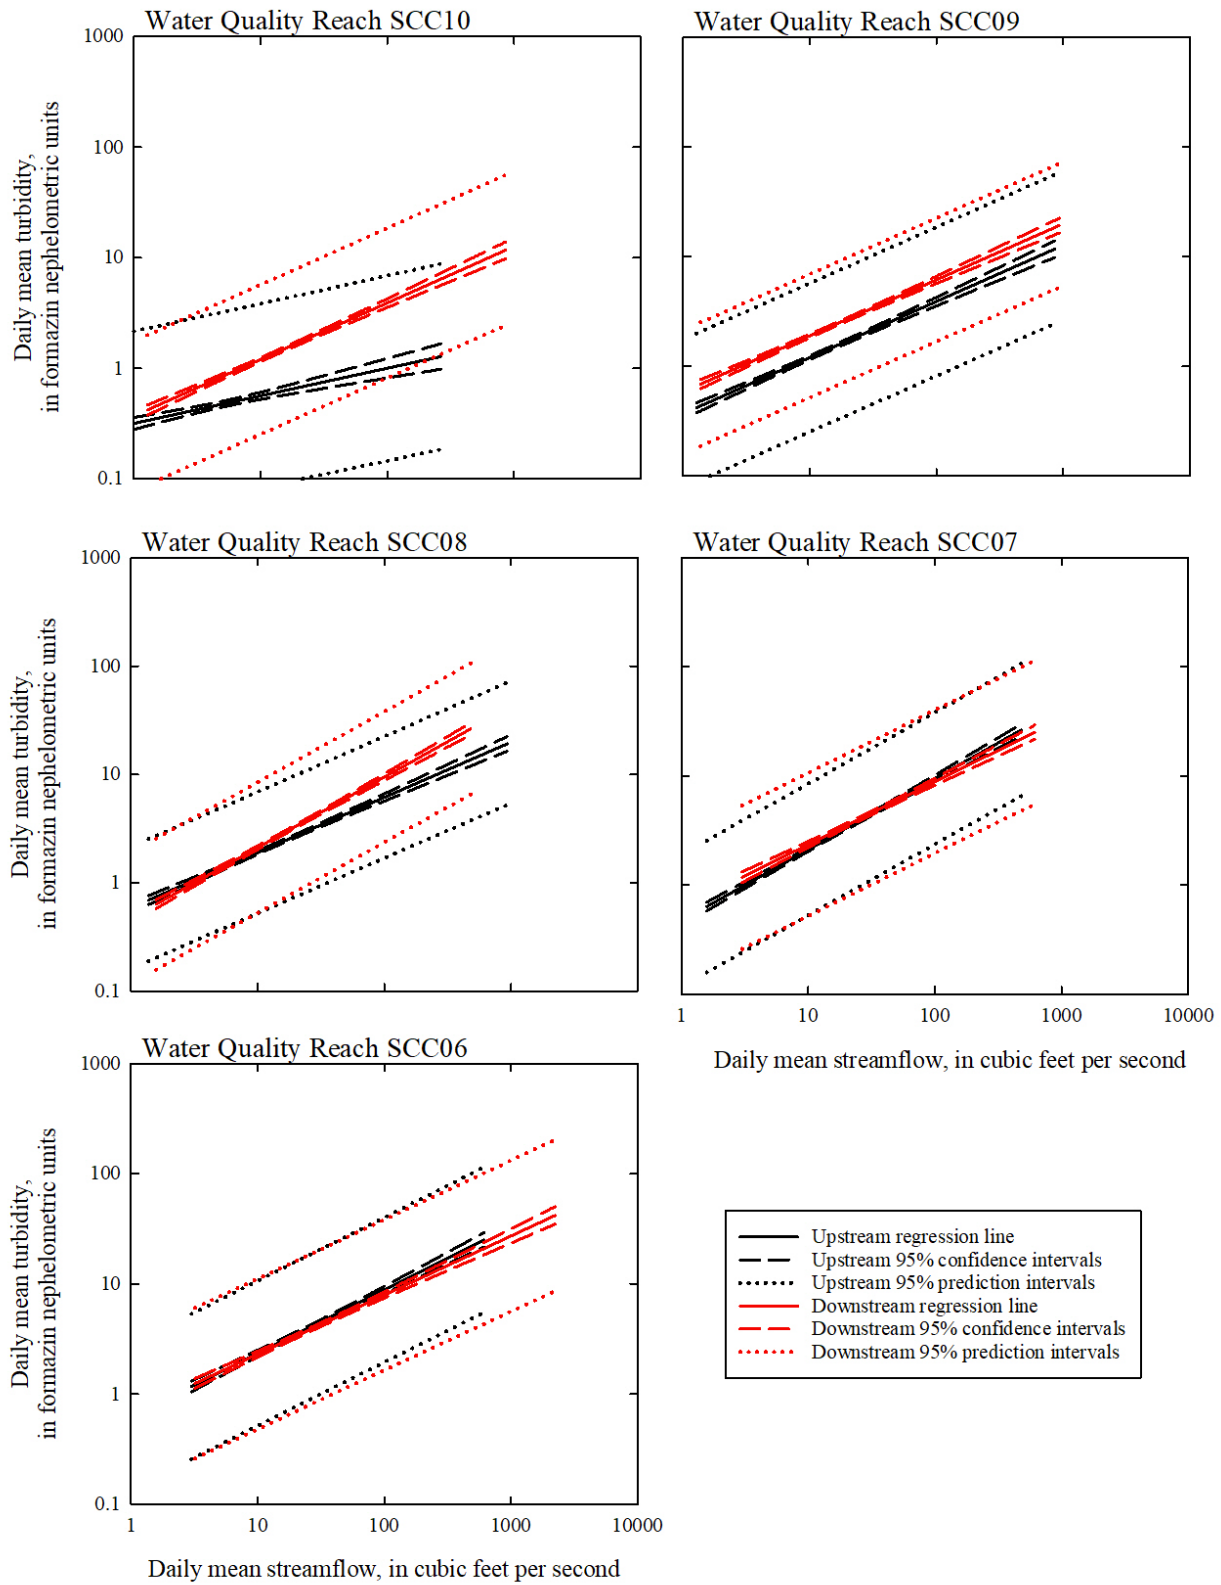 Water Quality Reach SCC10
1000
100
10
1
0.1
Daily mean turbidity,
in formazin nephelometric units
Water Quality Reach SCC09
Water Quality Reach SCC08
1000
100
10
1
0.1
Daily mean turbidity,
in formazin nephelometric units
Water Quality Reach SCC07
1
10
100
1000
10000
Daily mean streamflow, in cubic feet per second
Water Quality Reach SCC06
1000
100
10
1
0.1
Daily mean turbidity,
in formazin nephelometric units
1
10
100
1000
10000
Daily mean streamflow, in cubic feet per second
Upstream regression line
Upstream 95% confidence intervals
Upstream 95% prediction intervals
Downstream regression line
Downstream 95% confidence intervals
Downstream 95% prediction intervals